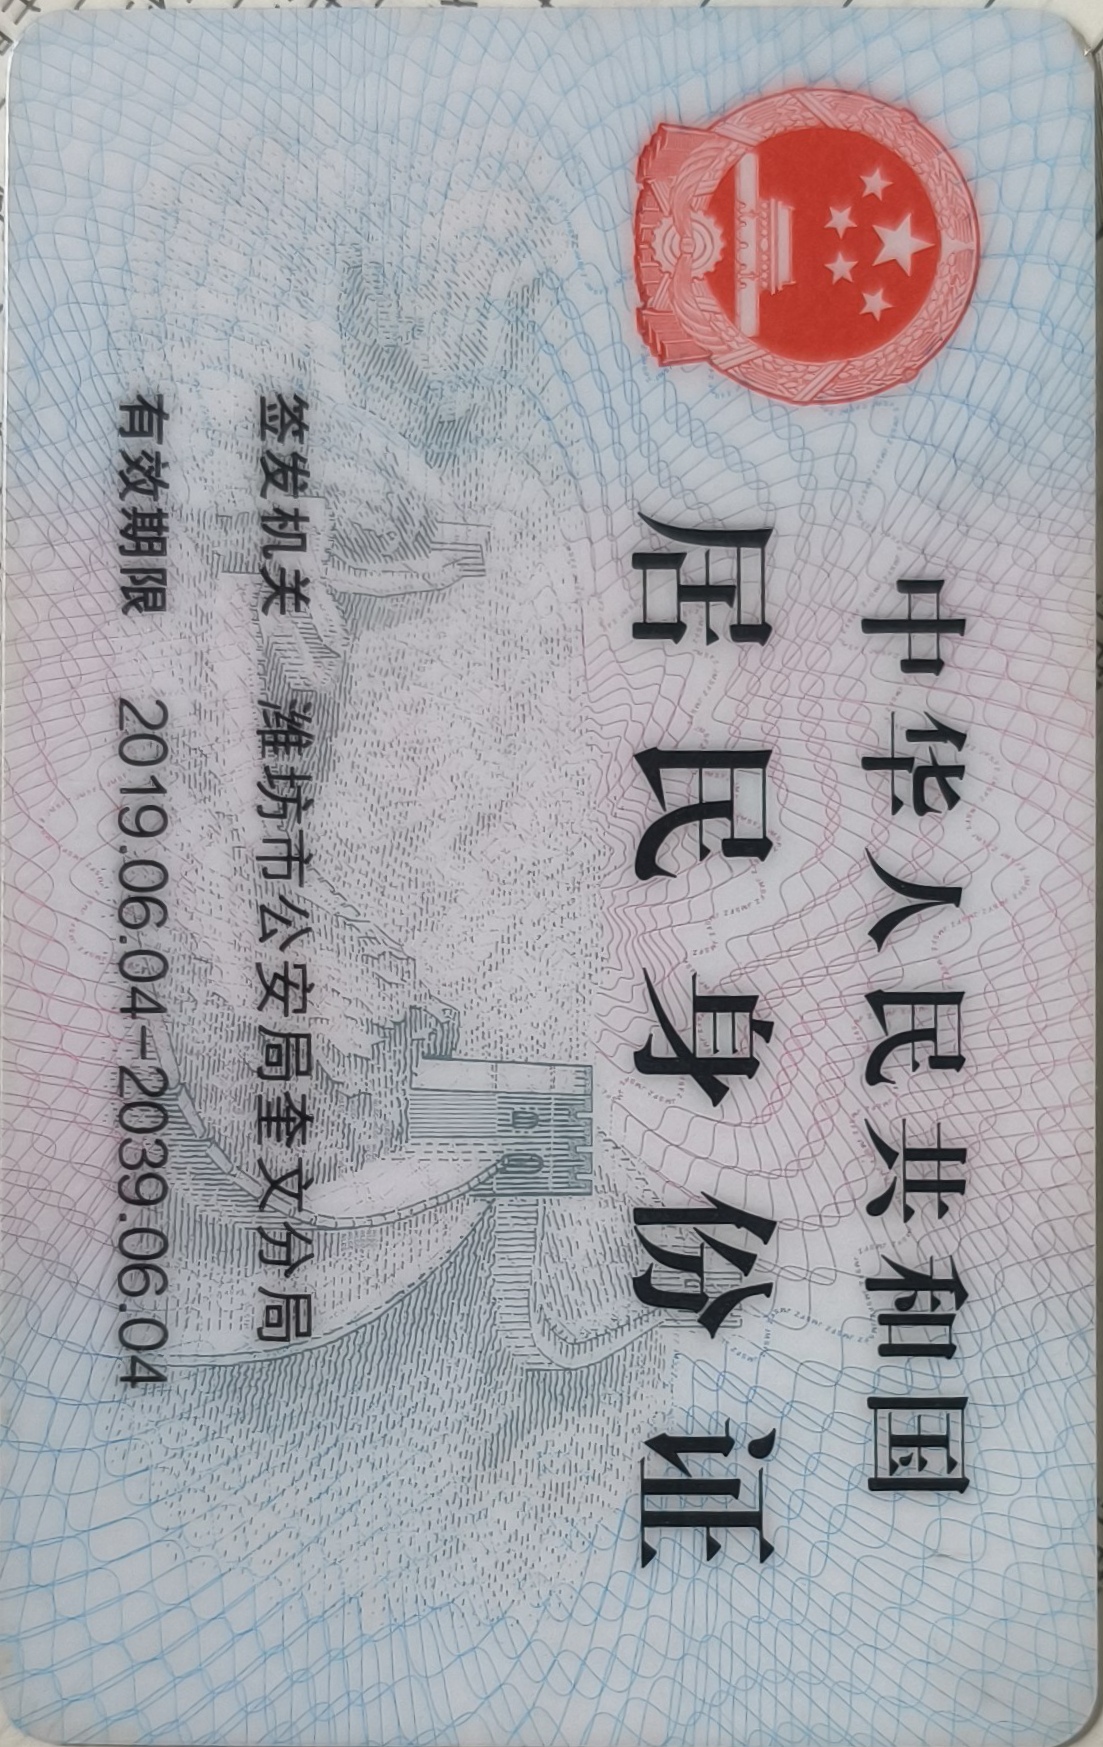 中华人民共和国
居民身份证
签发机关 潍坊市公安局奎文分局
有效期限 2019.06.04-2039.06.04